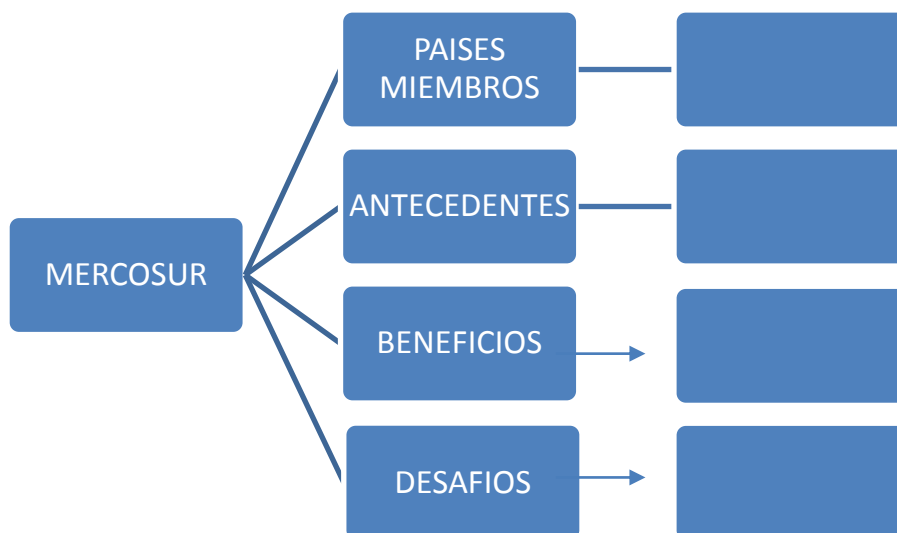 PAISES
MIEMBROS
ANTECEDENTES
MERCOSUR
BENEFICIOS
DESAFIOS